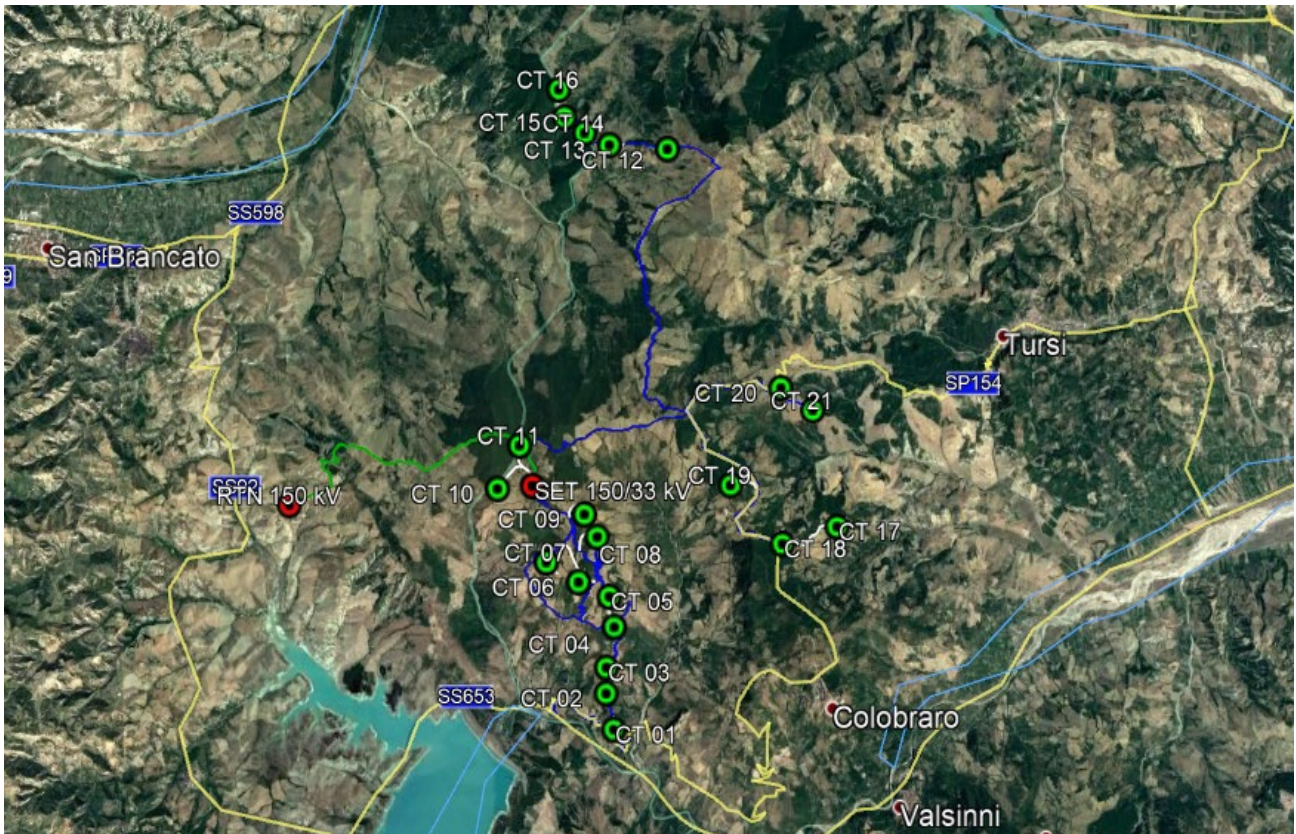 CT 16
CT 15
CT 14
CT 13
CT 12
SS598
San Brancato
9
Tursi
SP154
CT 20
CT 21
CT 11
RTN 150 kV
CT 10
SET 150/33 kV
CT 19
CT 09
CT 17
CT 18
CT 08
CT 07
CT 06
CT 05
CT 04
CT 03
CT 02
SS653
CT 01
Colobraro
Valsinni